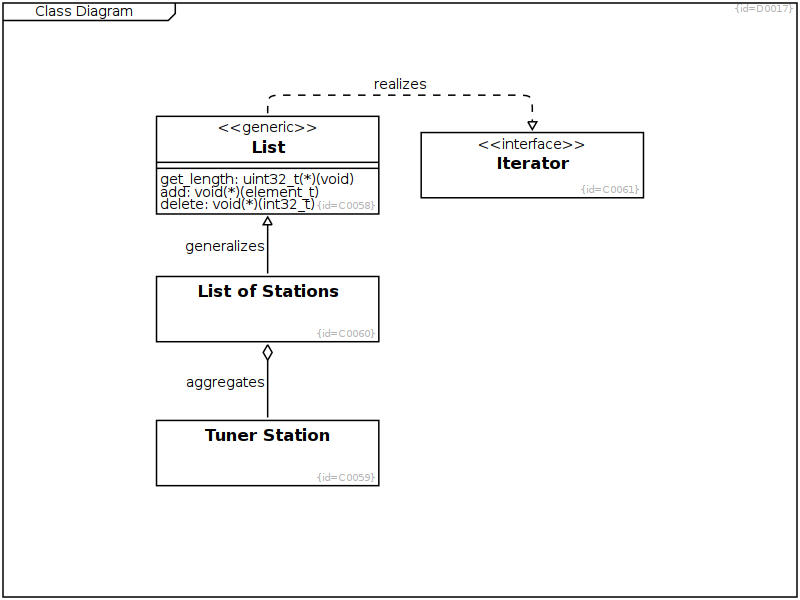 Class Diagram
{id=D0017}
realizes
<<generic>>
List
get_length: uint32_t(*)(void)
add: void(*)(element_t)
delete: void(*)(int32_t)
{id=C0058}
<<interface>>
Iterator
{id=C0061}
generalizes
List of Stations
{id=C0060}
aggregates
Tuner Station
{id=C0059}